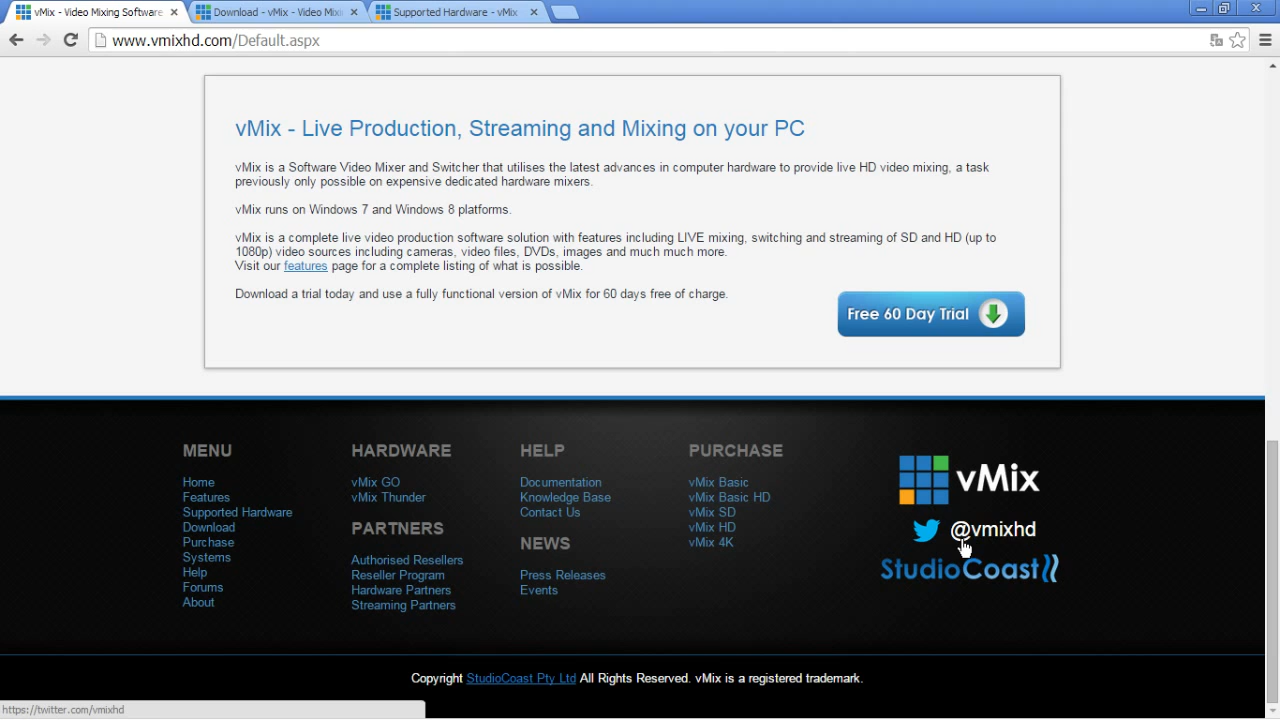 vMix - Video Mixing Software
Download - vMix - Video Mixi
Supported Hardware - vMix
www.vmixhd.com/Default.aspx
vMix - Live Production, Streaming and Mixing on your PC
vMix is a Software Video Mixer and Switcher that utilises the latest advances in computer hardware to provide live HD video mixing, a task
previously only possible on expensive dedicated hardware mixers.
vMix runs on Windows 7 and Windows 8 platforms.
vMix is a complete live video production software solution with features including LIVE mixing, switching and streaming of SD and HD (up to
1080p) video sources including cameras, video files, DVDs, images and much much more.
Visit our features page for a complete listing of what is possible.
Download a trial today and use a fully functional version of vMix for 60 days free of charge.
Free 60 Day Trial
MENU
Home
Features
Supported Hardware
Download
Purchase
Systems
Help
Forums
About
HARDWARE
vMix GO
vMix Thunder
PARTNERS
Authorised Resellers
Reseller Program
Hardware Partners
Streaming Partners
HELP
Documentation
Knowledge Base
Contact Us
NEWS
Press Releases
Events
PURCHASE
vMix Basic
vMix Basic HD
vMix SD
vMix HD
vMix 4K
vMix
@vmixhd
StudioCoast
Copyright StudioCoast Pty Ltd All Rights Reserved. vMix is a registered trademark.
https://twitter.com/vmixhd